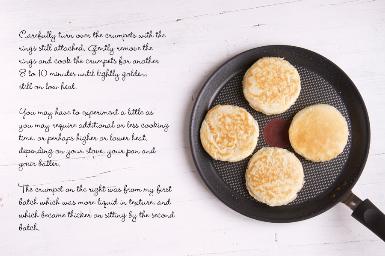 Carefully turn over the crumpets with the
rings still attached. Gently remove the
rings and cook the crumpets for another
8 to 10 minutes until lightly golden,
still on low heat.
You may have to experiment a little as
you may require additional or less cooking
time, or perhaps higher or lower heat,
depending on your stove, your pan and
your batter.
The crumpet on the right was from my first
batch which was more liquid in texture and
which became thicker on sitting by the second
batch.